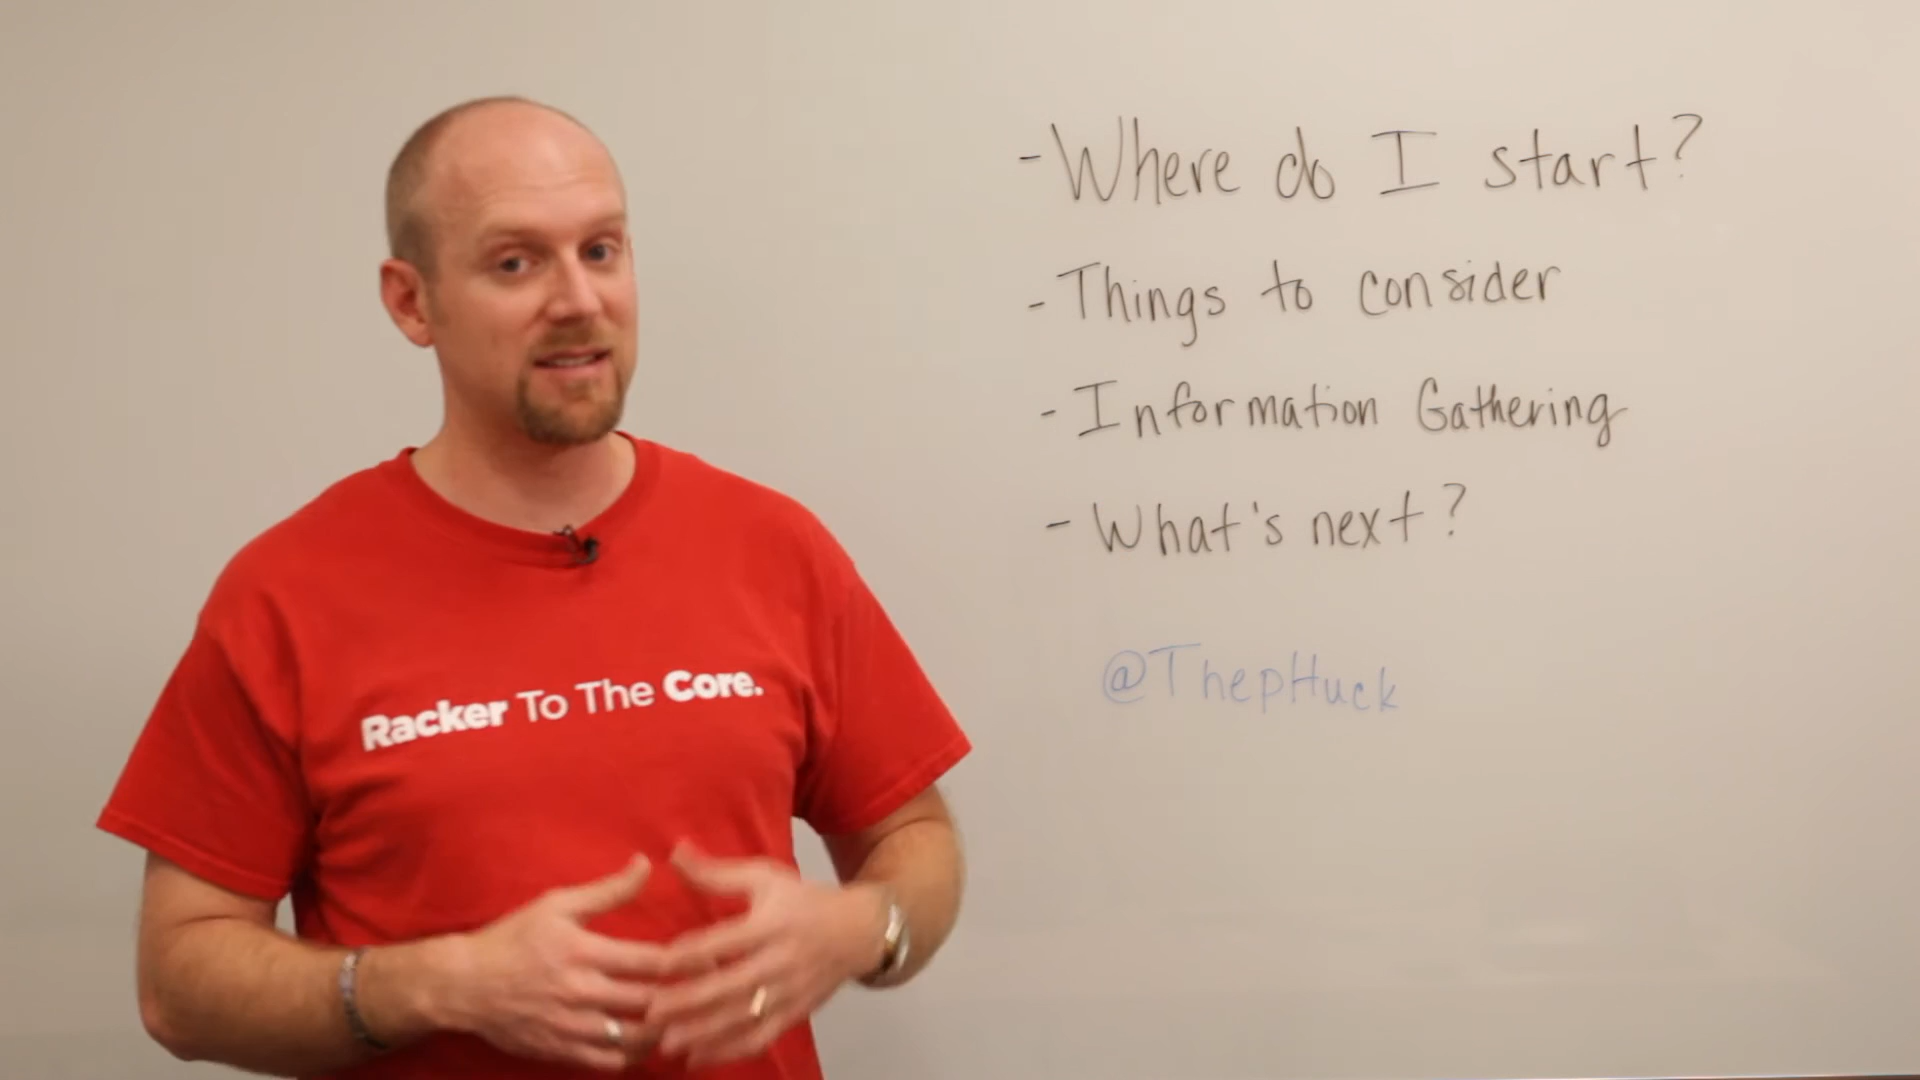 - Where do I start?
- Things to consider
- Information Gathering
- What's next?
@ThepHuck
Racker To The Core.